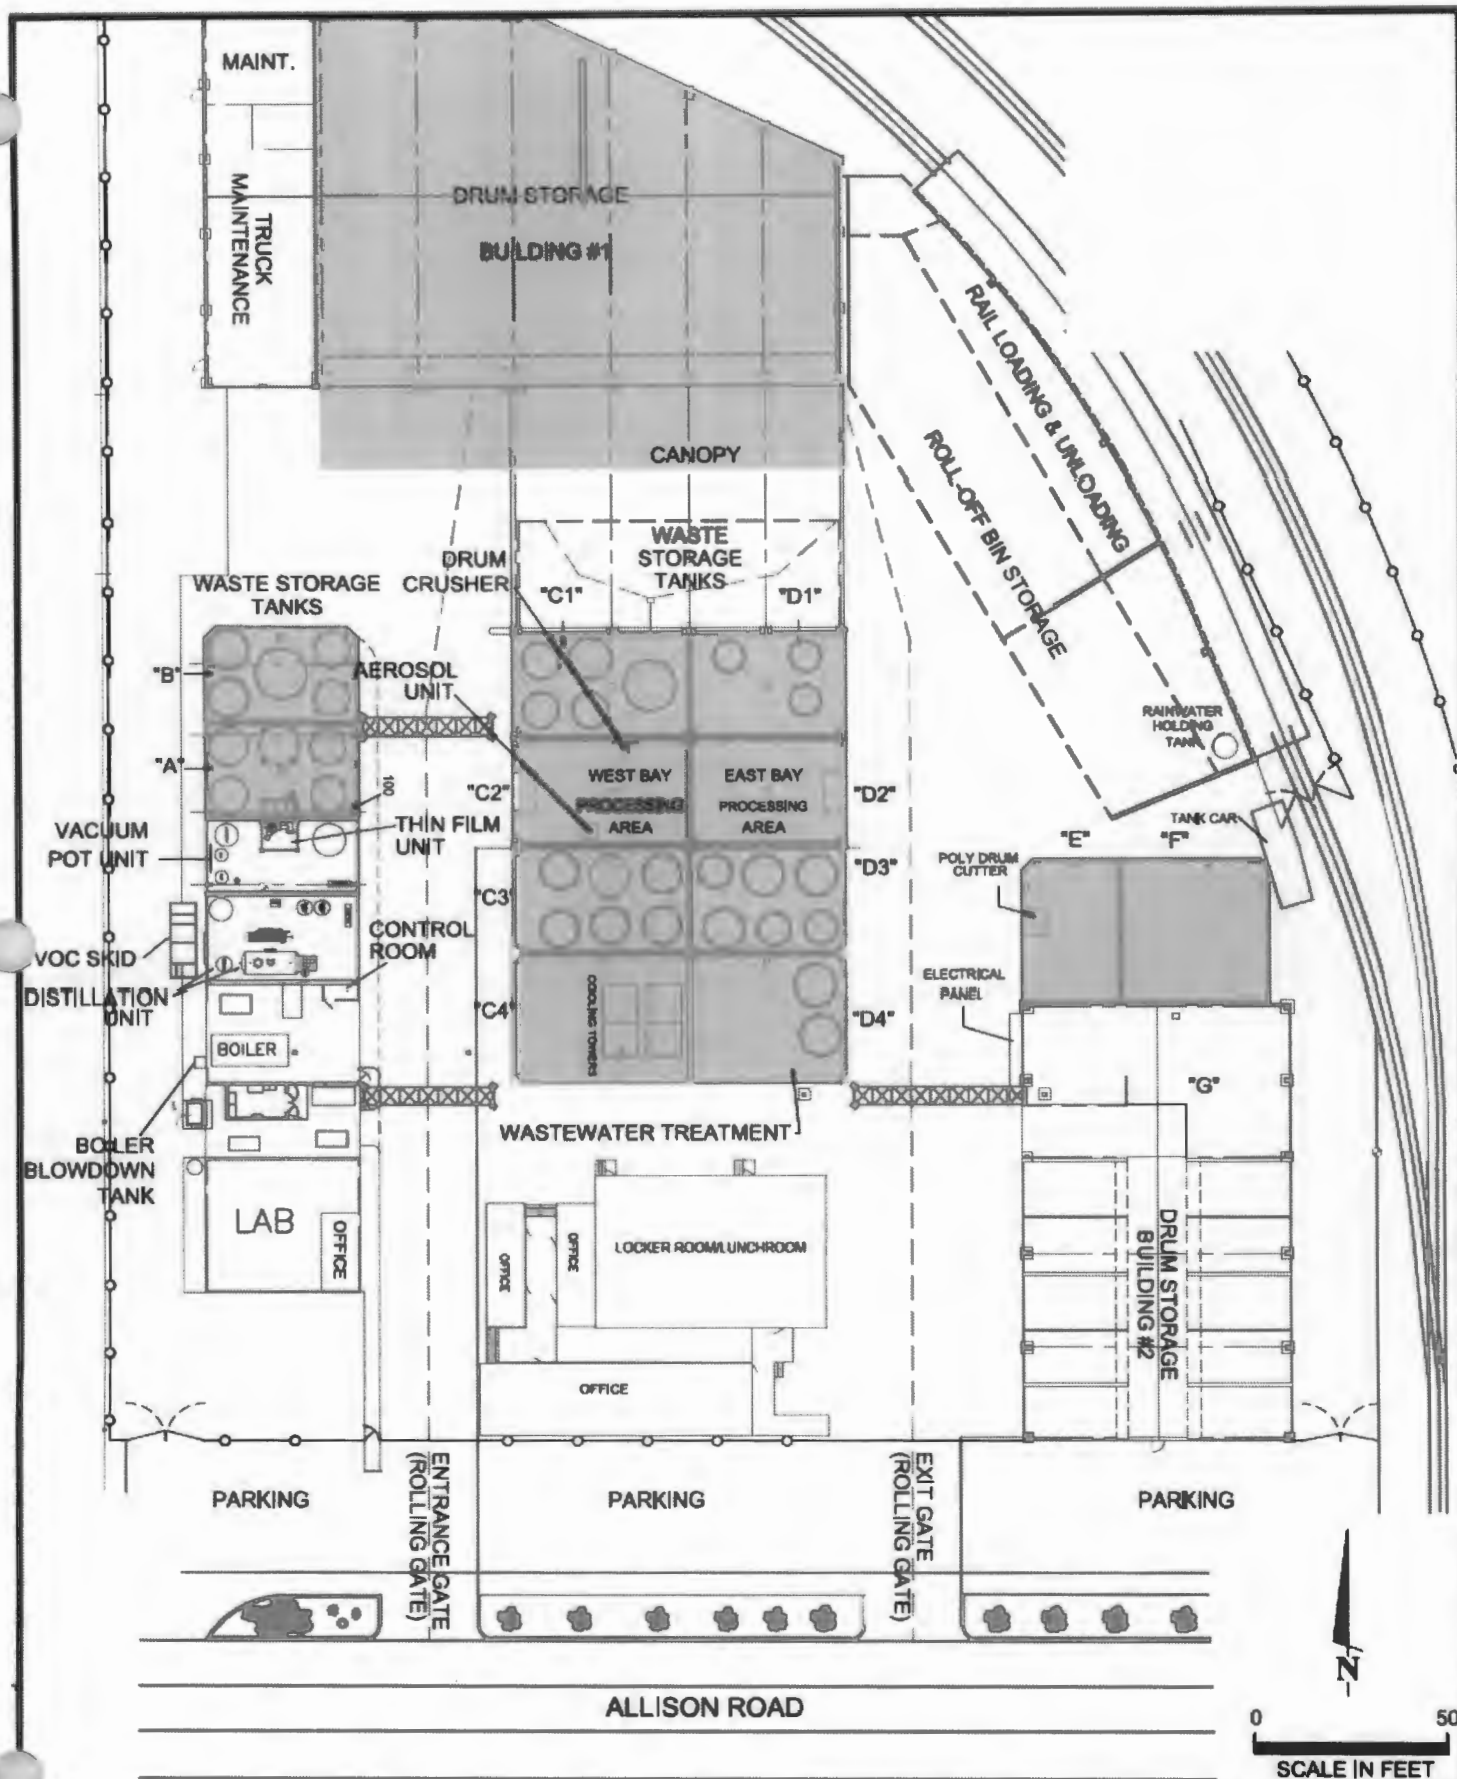 MAINT.
TRUCK
MAINTENANCE
DRUM STORAGE
BUILDING #1
CANOPY
RAIL LOADING & UNLOADING
ROLL-OFF BIN STORAGE
WASTE
STORAGE
TANKS
DRUM
CRUSHER
"C1"
"D1"
WASTE STORAGE
TANKS
"B"
AEROSOL
UNIT
RAINWATER
HOLDING
TANK
"A"
100
"C2"
WEST BAY
PROCESSING
AREA
EAST BAY
PROCESSING
AREA
"D2"
TANK CAR
VACUUM
POT UNIT
THIN FILM
UNIT
"E"
"F"
POLY DRUM
CUTTER
"C3"
"D3"
CONTROL
ROOM
VOC SKID
DISTILLATION
UNIT
ELECTRICAL
PANEL
"C4"
COOLING TOWERS
"D4"
BOILER
"G"
BOILER
BLOWDOWN
TANK
WASTEWATER TREATMENT
LAB
OFFICE
OFFICE
OFFICE
LOCKER ROOM/LUNCHROOM
OFFICE
DRUM STORAGE
BUILDING #2
PARKING
ENTRANCE GATE
(ROLLING GATE)
PARKING
EXIT GATE
(ROLLING GATE)
PARKING
N
ALLISON ROAD
0 50
SCALE IN FEET